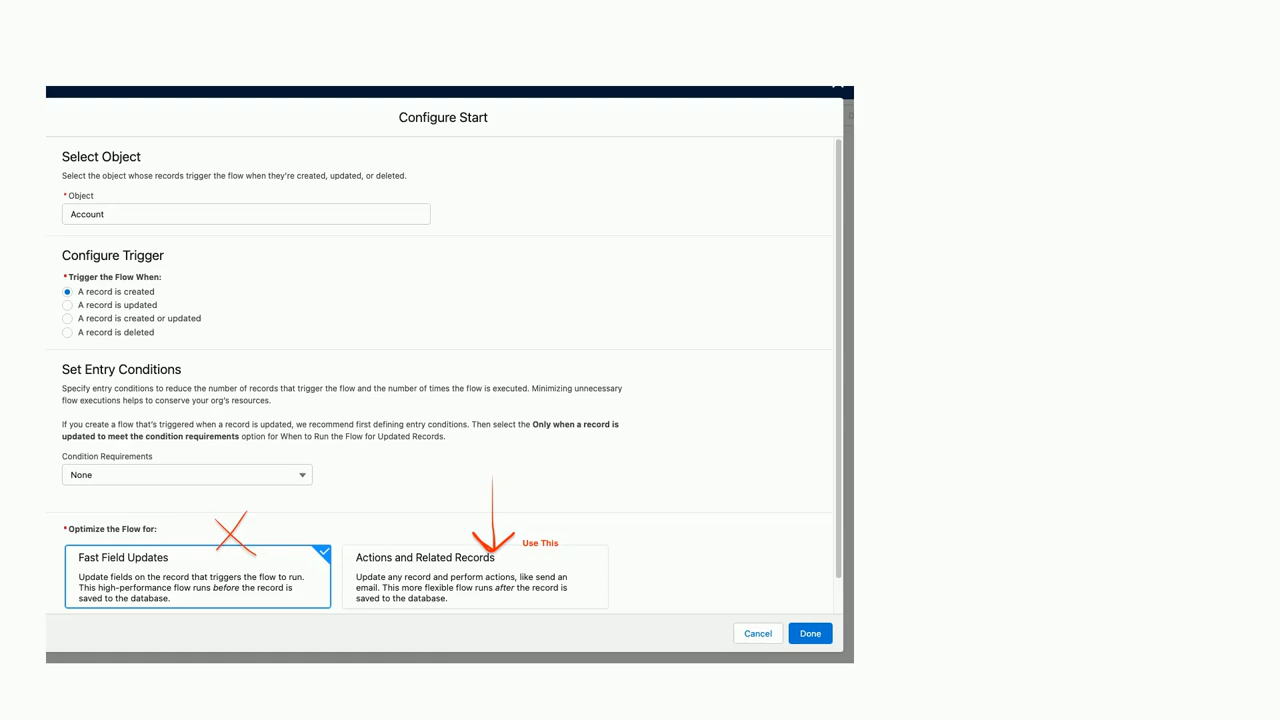 Configure Start
Select Object
Select the object whose records trigger the flow when they're created, updated, or deleted.
* Object
Account
Configure Trigger
* Trigger the Flow When:
A record is created
A record is updated
A record is created or updated
A record is deleted
Set Entry Conditions
Specify entry conditions to reduce the number of records that trigger the flow and the number of times the flow is executed. Minimizing unnecessary
flow executions helps to conserve your org's resources.
If you create a flow that's triggered when a record is updated, we recommend first defining entry conditions. Then select the Only when a record is
updated to meet the condition requirements option for When to Run the Flow for Updated Records.
Condition Requirements
None
* Optimize the Flow for:
Use This
Fast Field Updates
Update fields on the record that triggers the flow to run.
This high-performance flow runs before the record is
saved to the database.
Actions and Related Records
Update any record and perform actions, like send an
email. This more flexible flow runs after the record is
saved to the database.
Cancel
Done